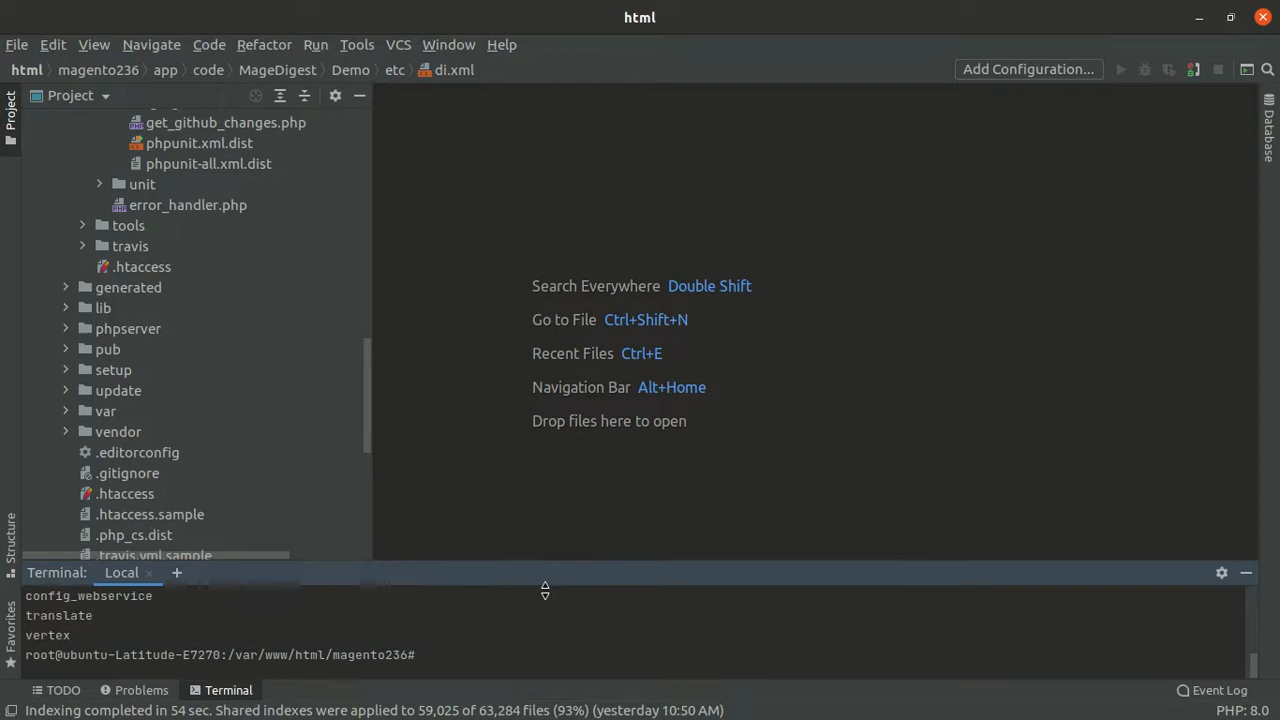 html
File Edit View Navigate Code Refactor Run Tools VCS Window Help
html magento236 app code MageDigest Demo etc di.xml Add Configuration...
Project
Project
get_github_changes.php
phpunit.xml.dist
phpunit-all.xml.dist
unit
error_handler.php
tools
travis
.htaccess
generated
lib
phpserver
pub
setup
update
var
vendor
.editorconfig
.gitignore
.htaccess
.htaccess.sample
.php_cs.dist
.travis.yml.sample
Search Everywhere Double Shift
Go to File Ctrl+Shift+N
Recent Files Ctrl+E
Navigation Bar Alt+Home
Drop files here to open
Database
Structure
Favorites
Terminal: Local
config_webservice
translate
vertex
root@ubuntu-Latitude-E7270:/var/www/html/magento236#
TODO Problems Terminal Event Log
Indexing completed in 54 sec. Shared indexes were applied to 59,025 of 63,284 files (93%) (yesterday 10:50 AM) PHP: 8.0